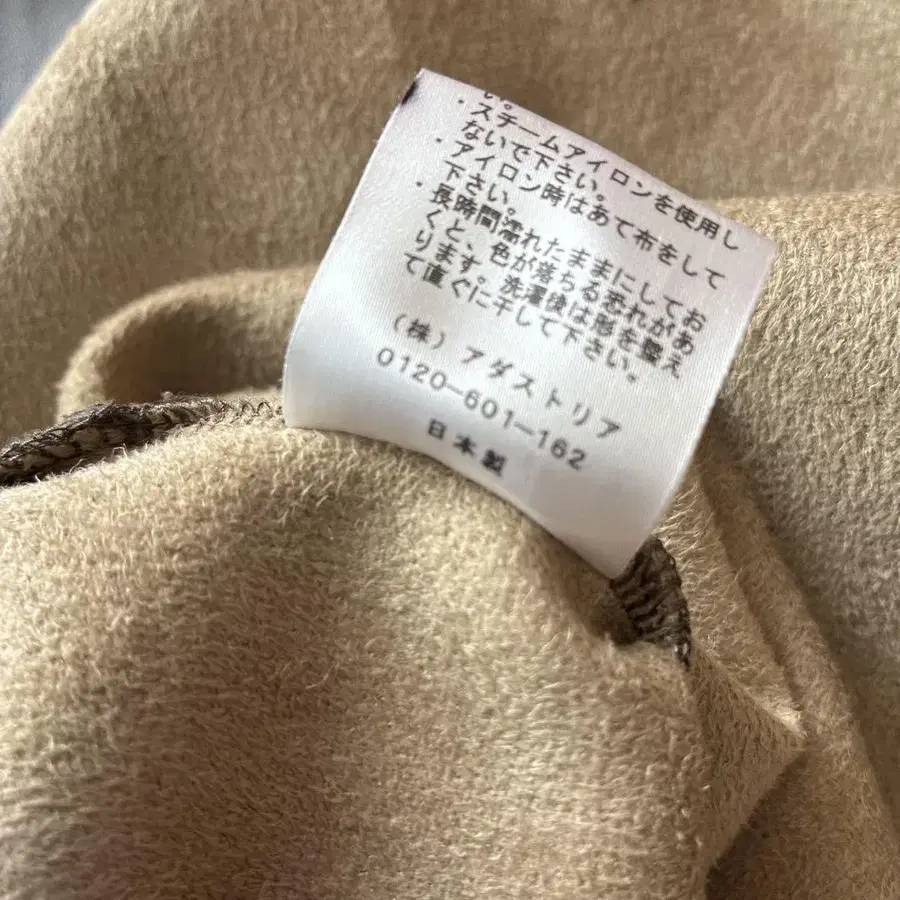 い。
・スチームアイロンを使用し
ないで下さい。
・アイロン時はあて布をして
下さい。
・長時間濡れたままにしてお
くと、色が落ちる恐れがあ
ります。洗濯後は形を整え
て直ぐに干して下さい。
(株) アダストリア
0120-601-162
日本製